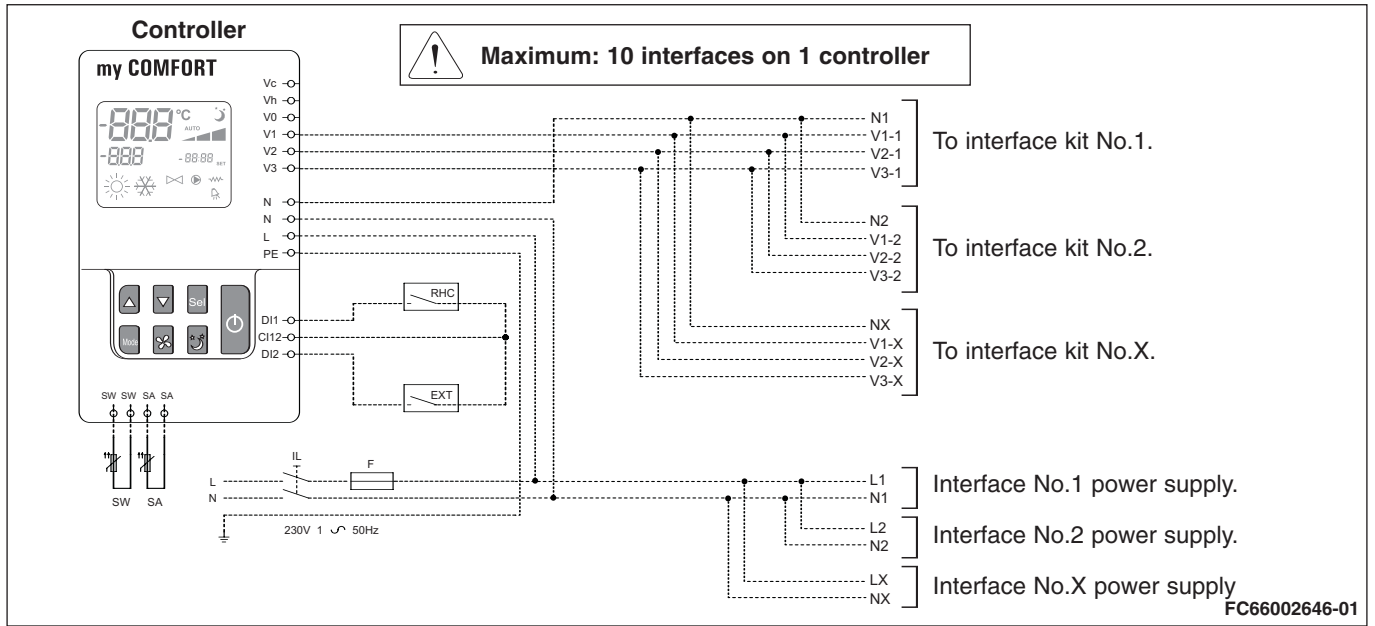 Controller
Maximum: 10 interfaces on 1 controller
my COMFORT
-88.8 °C
AUTO
-88.8 -88:88 SET
Sel
Mode
Vc
Vh
V0
V1
V2
V3
N
N
L
PE
DI1
CI12
DI2
RHC
EXT
SW SW SA SA
SW SA
N1
V1-1
V2-1
V3-1
To interface kit No.1.
N2
V1-2
V2-2
V3-2
To interface kit No.2.
NX
V1-X
V2-X
V3-X
To interface kit No.X.
IL
F
L
N
230V 1 50Hz
L1
N1
Interface No.1 power supply.
L2
N2
Interface No.2 power supply.
LX
NX
Interface No.X power supply
FC66002646-01